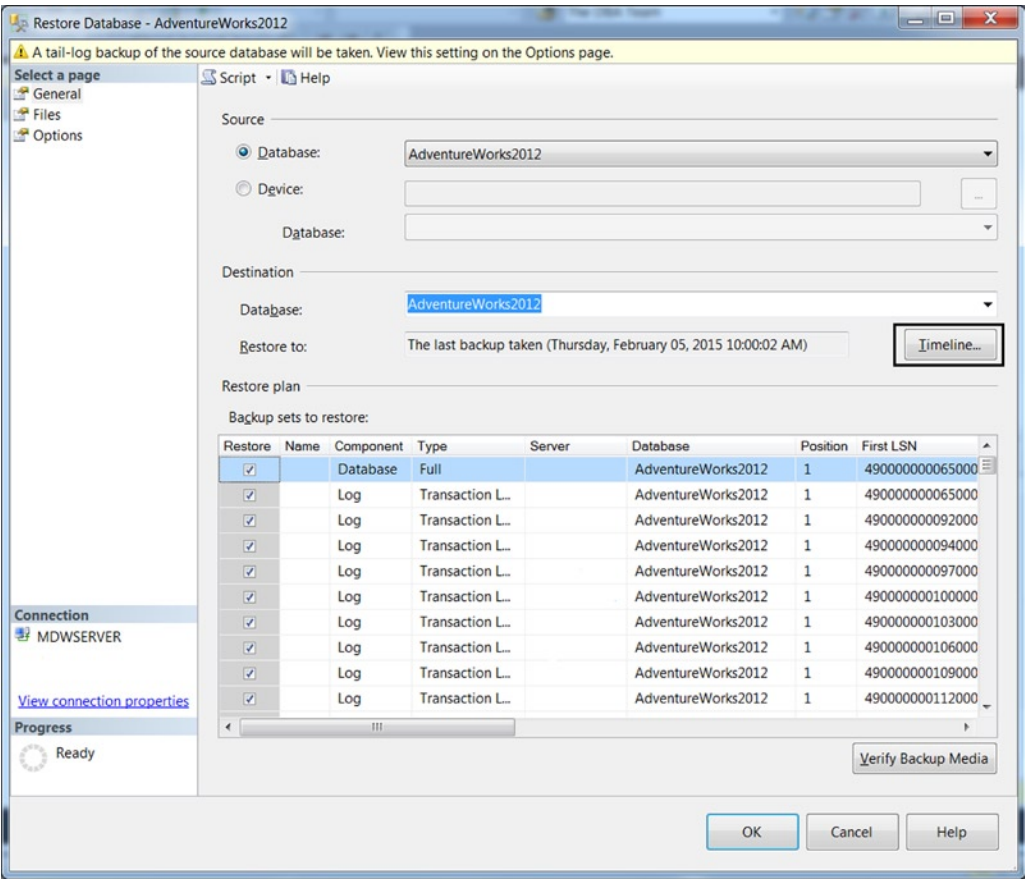 Restore Database - AdventureWorks2012
A tail-log backup of the source database will be taken. View this setting on the Options page.
Select a page
General
Files
Options
Script Help
Source
Database: AdventureWorks2012
Device: ...
Database:
Destination
Database: AdventureWorks2012
Restore to: The last backup taken (Thursday, February 05, 2015 10:00:02 AM) Timeline...
Restore plan
Backup sets to restore:
Restore Name Component Type Server Database Position First LSN
Database Full AdventureWorks2012 1 490000000065000
Log Transaction L... AdventureWorks2012 1 490000000065000
Log Transaction L... AdventureWorks2012 1 490000000092000
Log Transaction L... AdventureWorks2012 1 490000000094000
Log Transaction L... AdventureWorks2012 1 490000000097000
Log Transaction L... AdventureWorks2012 1 490000000100000
Log Transaction L... AdventureWorks2012 1 490000000103000
Log Transaction L... AdventureWorks2012 1 490000000106000
Log Transaction L... AdventureWorks2012 1 490000000109000
Log Transaction L... AdventureWorks2012 1 490000000112000
Connection
MDWSERVER
View connection properties
Progress
Ready
Verify Backup Media
OK Cancel Help